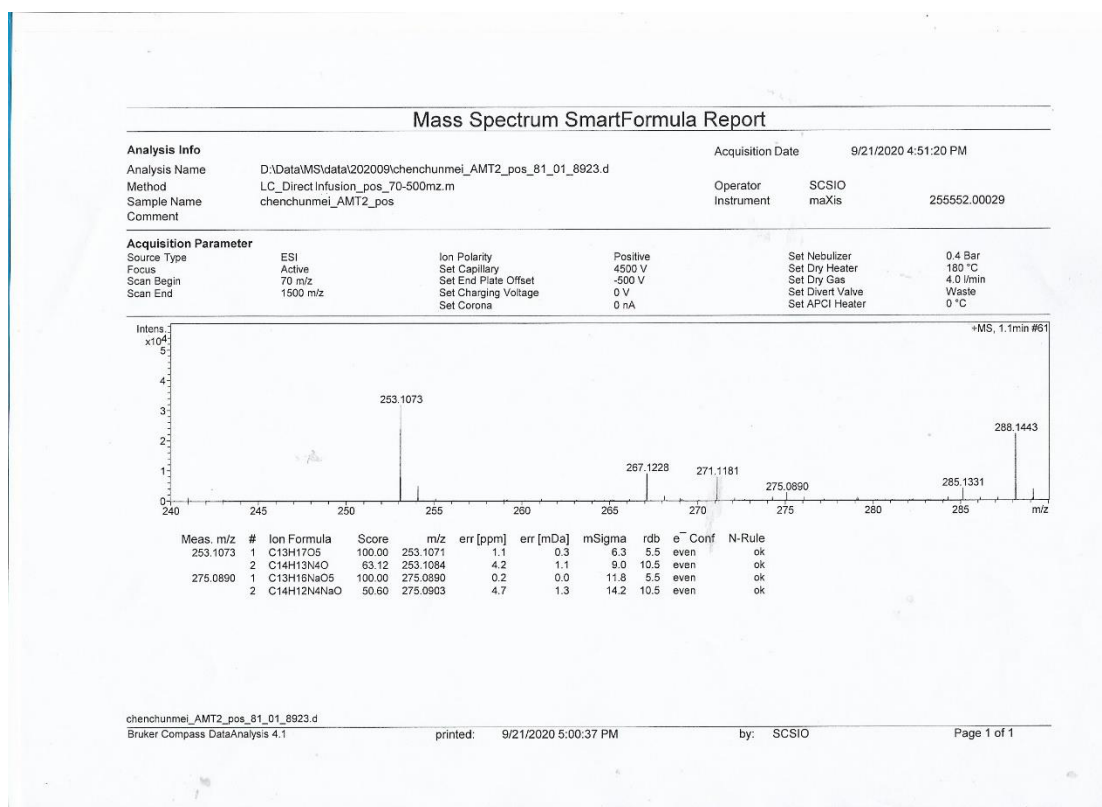 Mass Spectrum SmartFormula Report
Analysis Info Acquisition Date 9/21/2020 4:51:20 PM
Analysis Name D:\Data\MS\data\202009\chenchunmei_AMT2_pos_81_01_8923.d
Method LC_Direct Infusion_pos_70-500mz.m Operator SCSIO
Sample Name chenchunmei_AMT2_pos Instrument maXis 255552.00029
Comment
Acquisition Parameter
Source Type ESI Ion Polarity Positive Set Nebulizer 0.4 Bar
Focus Active Set Capillary 4500 V Set Dry Heater 180 °C
Scan Begin 70 m/z Set End Plate Offset -500 V Set Dry Gas 4.0 l/min
Scan End 1500 m/z Set Charging Voltage 0 V Set Divert Valve Waste
Set Corona 0 nA Set APCI Heater 0 °C
Intens. +MS, 1.1min #61
x10⁴
5
4
253.1073
3
288.1443
2
1 267.1228 271.1181 275.0890 285.1331
0
240 245 250 255 260 265 270 275 280 285 m/z
Meas. m/z # Ion Formula Score m/z err [ppm] err [mDa] mSigma rdb e⁻ Conf N-Rule
253.1073 1 C13H17O5 100.00 253.1071 1.1 0.3 6.3 5.5 even ok
2 C14H13N4O 63.12 253.1084 4.2 1.1 9.0 10.5 even ok
275.0890 1 C13H16NaO5 100.00 275.0890 0.2 0.0 11.8 5.5 even ok
2 C14H12N4NaO 50.60 275.0903 4.7 1.3 14.2 10.5 even ok
chenchunmei_AMT2_pos_81_01_8923.d
Bruker Compass DataAnalysis 4.1 printed: 9/21/2020 5:00:37 PM by: SCSIO Page 1 of 1